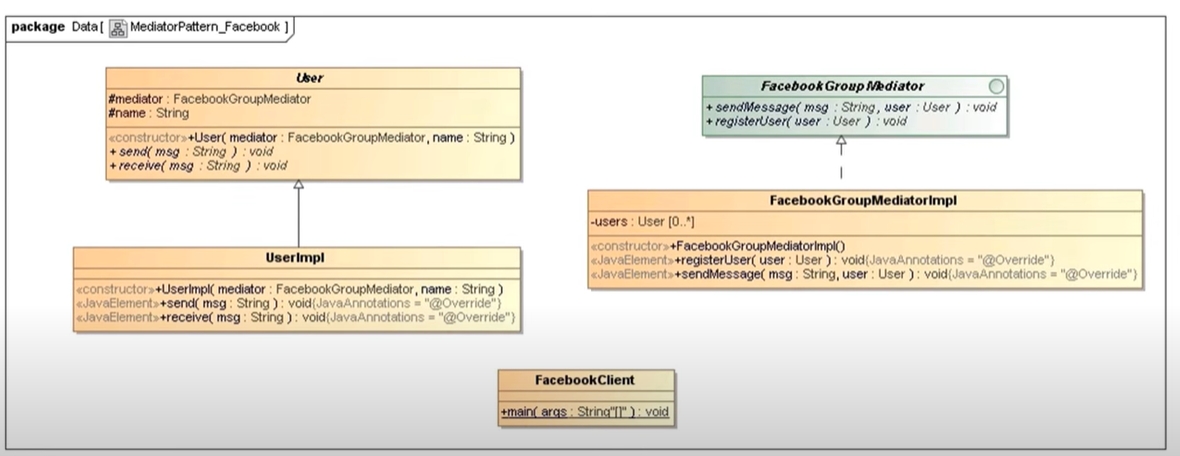 package Data[ MediatorPattern_Facebook ]
User
#mediator : FacebookGroupMediator
#name : String
«constructor»+User( mediator : FacebookGroupMediator, name : String )
+ send( msg : String ) : void
+ receive( msg : String ) : void
FacebookGroupMediator
+ sendMessage( msg : String, user : User ) : void
+ registerUser( user : User ) : void
FacebookGroupMediatorImpl
-users : User [0..*]
«constructor»+FacebookGroupMediatorImpl()
«JavaElement»+registerUser( user : User ) : void{JavaAnnotations = "@Override"}
«JavaElement»+sendMessage( msg : String, user : User ) : void{JavaAnnotations = "@Override"}
UserImpl
«constructor»+UserImpl( mediator : FacebookGroupMediator, name : String )
«JavaElement»+send( msg : String ) : void{JavaAnnotations = "@Override"}
«JavaElement»+receive( msg : String ) : void{JavaAnnotations = "@Override"}
FacebookClient
+main( args : String"[]" ) : void